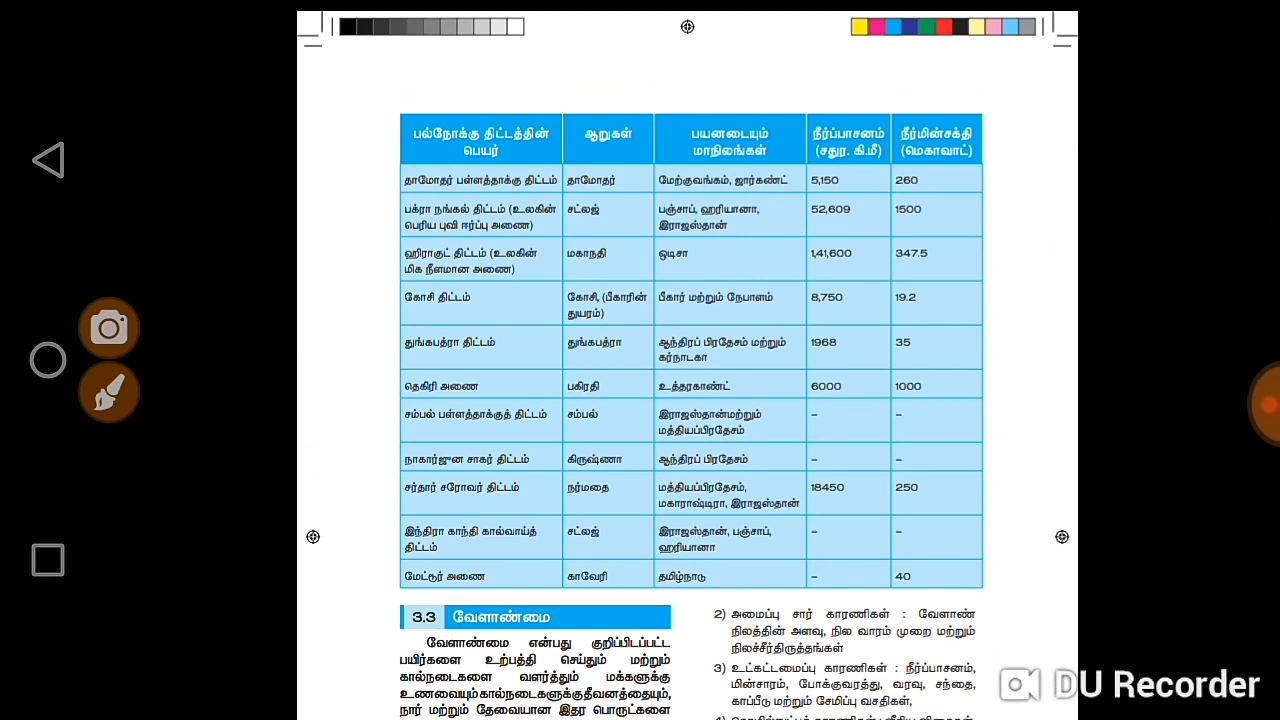 பல்நோக்கு திட்டத்தின் பெயர் ஆறுகள் பயனடையும் மாநிலங்கள் நீர்ப்பாசனம் (சதுர. கி.மீ) நீர்மின்சக்தி (மெகாவாட்)
தாமோதர் பள்ளத்தாக்கு திட்டம் தாமோதர் மேற்குவங்கம், ஜார்கண்ட் 5,150 260
பக்ரா நங்கல் திட்டம் (உலகின் பெரிய புவி ஈர்ப்பு அணை) சட்லஜ் பஞ்சாப், ஹரியானா, இராஜஸ்தான் 52,609 1500
ஹிராகுட் திட்டம் (உலகின் மிக நீளமான அணை) மகாநதி ஒடிசா 1,41,600 347.5
கோசி திட்டம் கோசி, (பீகாரின் துயரம்) பீகார் மற்றும் நேபாளம் 8,750 19.2
துங்கபத்ரா திட்டம் துங்கபத்ரா ஆந்திரப் பிரதேசம் மற்றும் கர்நாடகா 1968 35
தெகிரி அணை பகிரதி உத்தரகாண்ட் 6000 1000
சம்பல் பள்ளத்தாக்குத் திட்டம் சம்பல் இராஜஸ்தான்மற்றும் மத்தியப்பிரதேசம் – –
நாகார்ஜுன சாகர் திட்டம் கிருஷ்ணா ஆந்திரப் பிரதேசம் – –
சர்தார் சரோவர் திட்டம் நர்மதை மத்தியப்பிரதேசம், மகாராஷ்டிரா, இராஜஸ்தான் 18450 250
இந்திரா காந்தி கால்வாய்த் திட்டம் சட்லஜ் இராஜஸ்தான், பஞ்சாப், ஹரியானா – –
மேட்டூர் அணை காவேரி தமிழ்நாடு – 40
3.3 வேளாண்மை
வேளாண்மை என்பது குறிப்பிடப்பட்ட
பயிர்களை உற்பத்தி செய்தும் மற்றும்
கால்நடைகளை வளர்த்தும் மக்களுக்கு
உணவையும் கால்நடைகளுக்கு தீவனத்தையும்,
நார் மற்றும் தேவையான இதர பொருட்களை
2) அமைப்பு சார் காரணிகள் : வேளாண்
நிலத்தின் அளவு, நில வாரம் முறை மற்றும்
நிலச்சீர்திருத்தங்கள்
3) உட்கட்டமைப்பு காரணிகள் : நீர்ப்பாசனம்,
மின்சாரம், போக்குவரத்து, வரவு, சந்தை,
காப்பீடு மற்றும் சேமிப்பு வசதிகள்,
DU Recorder